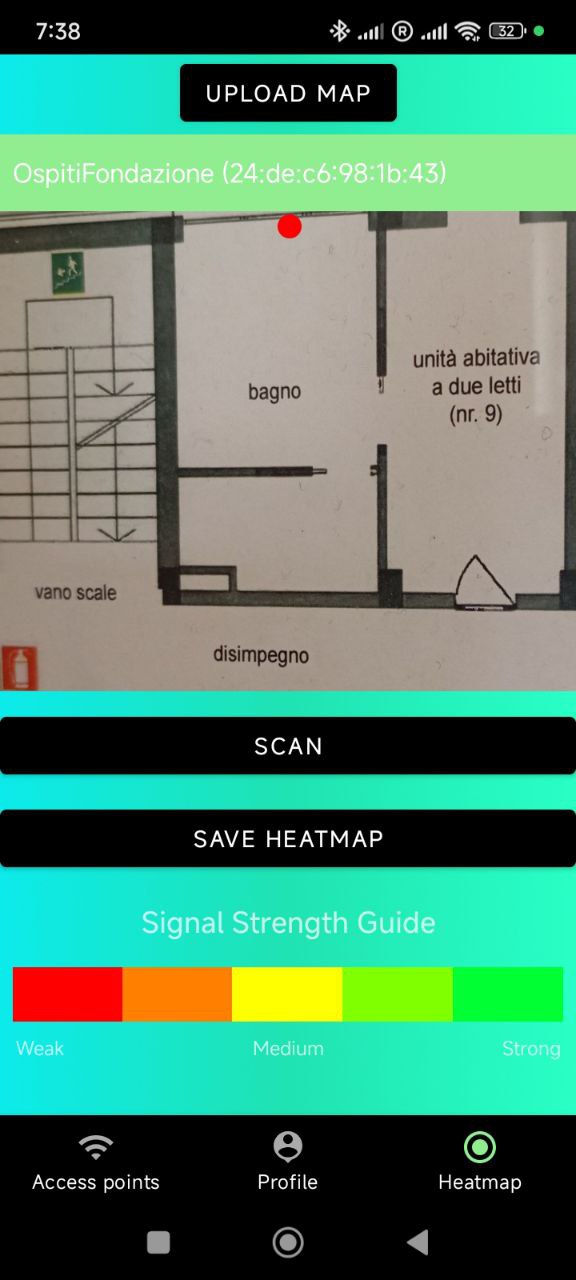 7:38
R
32
UPLOAD MAP
OspitiFondazione (24:de:c6:98:1b:43)
unità abitativa
a due letti
(nr. 9)
bagno
vano scale
disimpegno
SCAN
SAVE HEATMAP
Signal Strength Guide
Weak Medium Strong
Access points Profile Heatmap